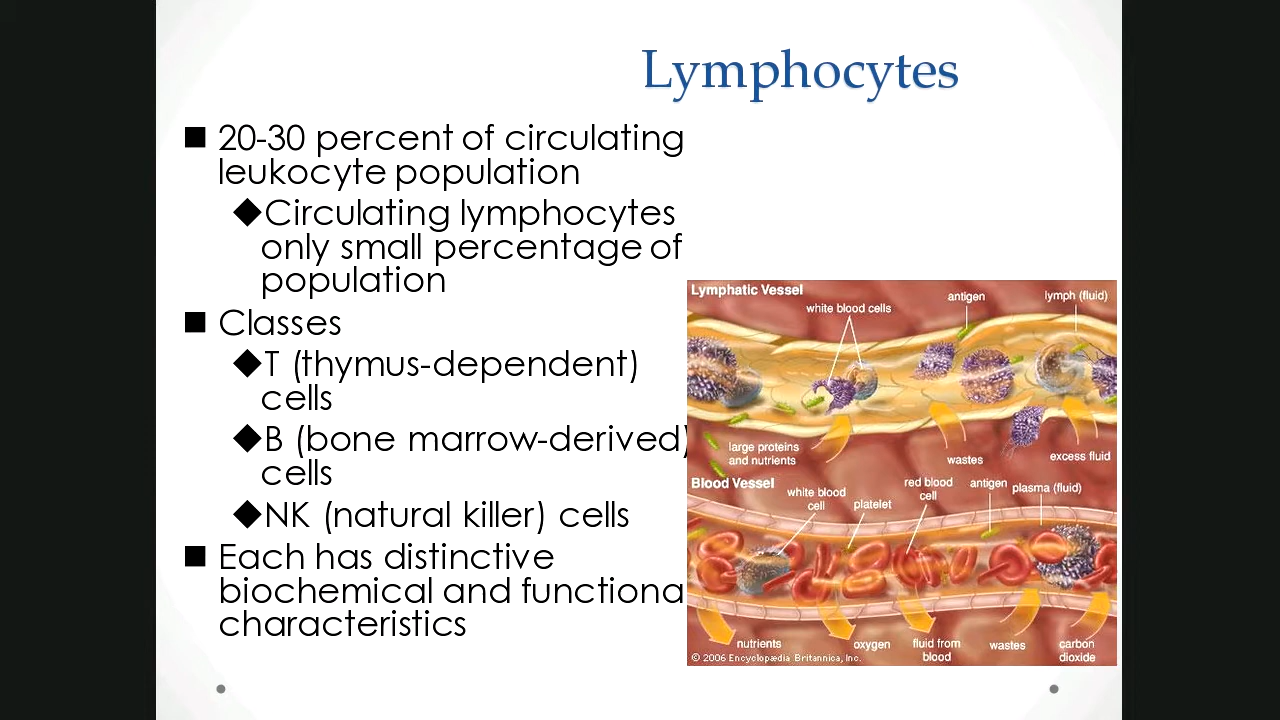 Lymphocytes
■ 20-30 percent of circulating
leukocyte population
◆Circulating lymphocytes
only small percentage of
population
■ Classes
◆T (thymus-dependent)
cells
◆B (bone marrow-derived)
cells
◆NK (natural killer) cells
■ Each has distinctive
biochemical and functiona
characteristics
Lymphatic Vessel
white blood cells
antigen
lymph (fluid)
large proteins
and nutrients
wastes
excess fluid
Blood Vessel
white blood
cell
platelet
red blood
cell
antigen
plasma (fluid)
nutrients
oxygen
fluid from
blood
wastes
carbon
dioxide
© 2006 Encyclopædia Britannica, Inc.